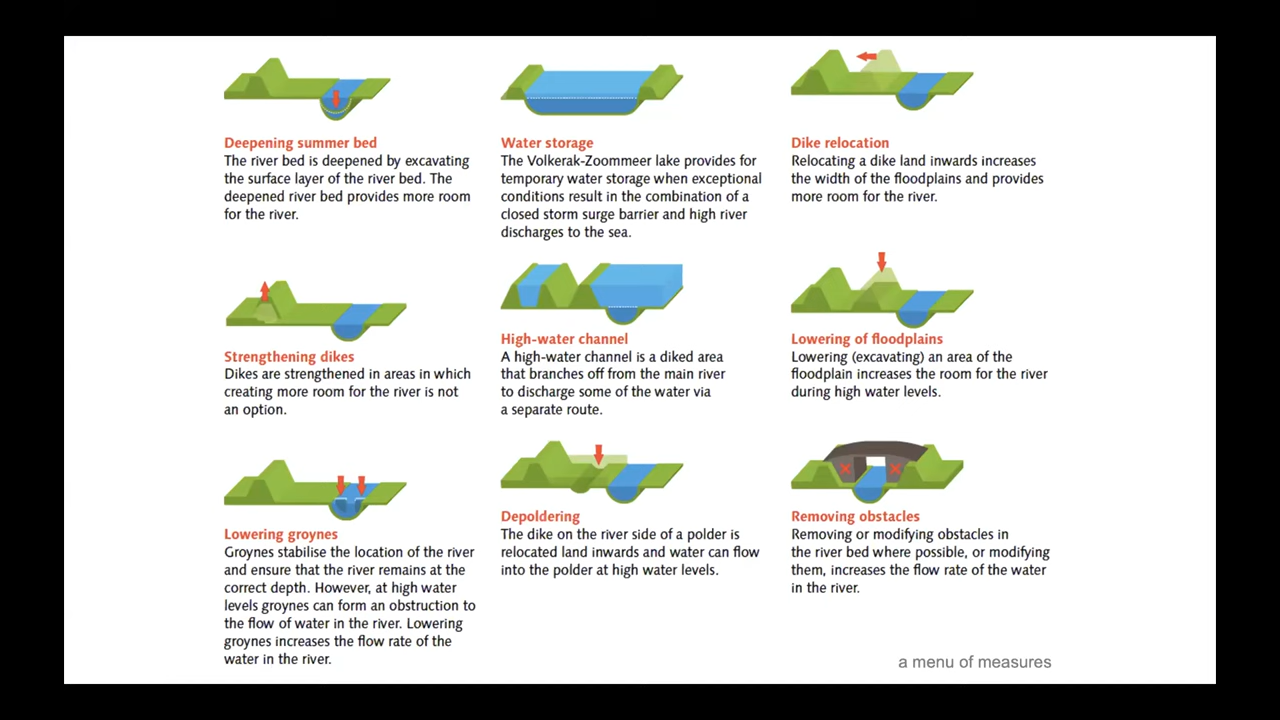 Deepening summer bed
The river bed is deepened by excavating
the surface layer of the river bed. The
deepened river bed provides more room
for the river.
Water storage
The Volkerak-Zoommeer lake provides for
temporary water storage when exceptional
conditions result in the combination of a
closed storm surge barrier and high river
discharges to the sea.
Dike relocation
Relocating a dike land inwards increases
the width of the floodplains and provides
more room for the river.
Strengthening dikes
Dikes are strengthened in areas in which
creating more room for the river is not
an option.
High-water channel
A high-water channel is a diked area
that branches off from the main river
to discharge some of the water via
a separate route.
Lowering of floodplains
Lowering (excavating) an area of the
floodplain increases the room for the river
during high water levels.
Lowering groynes
Groynes stabilise the location of the river
and ensure that the river remains at the
correct depth. However, at high water
levels groynes can form an obstruction to
the flow of water in the river. Lowering
groynes increases the flow rate of the
water in the river.
Depoldering
The dike on the river side of a polder is
relocated land inwards and water can flow
into the polder at high water levels.
Removing obstacles
Removing or modifying obstacles in
the river bed where possible, or modifying
them, increases the flow rate of the water
in the river.
a menu of measures